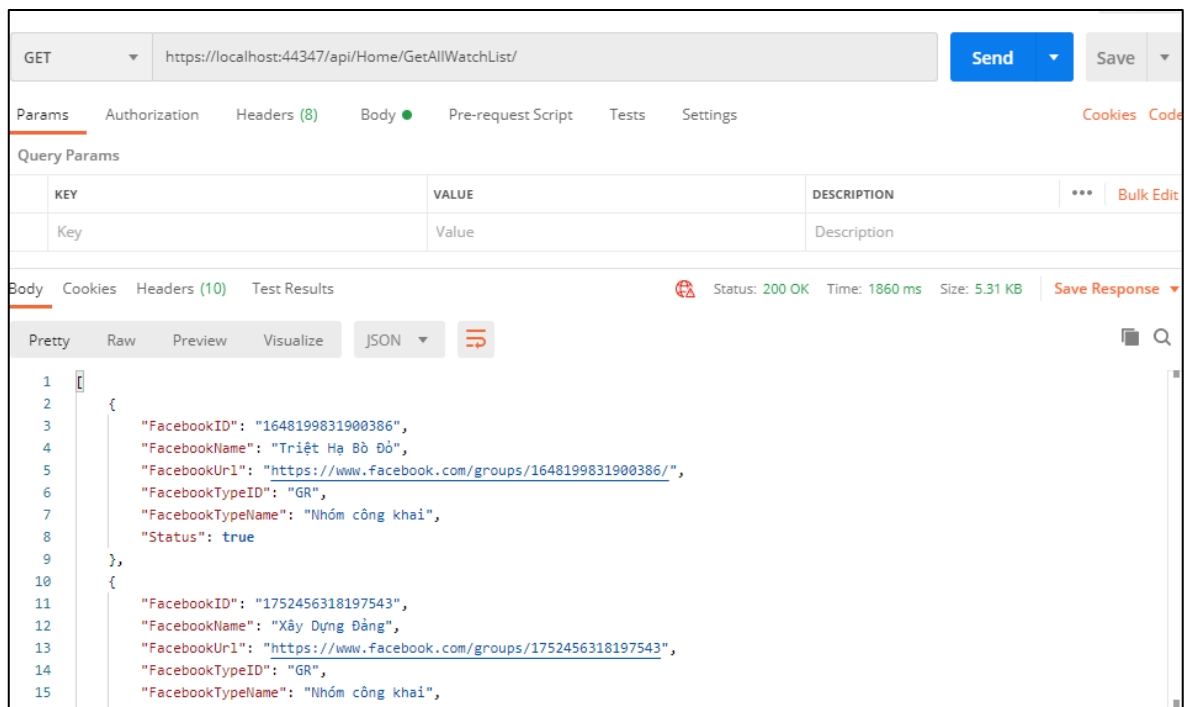 GET https://localhost:44347/api/Home/GetAllWatchList/ Send Save
Params Authorization Headers (8) Body Pre-request Script Tests Settings Cookies Code
Query Params
KEY VALUE DESCRIPTION ••• Bulk Edit
Key Value Description
Body Cookies Headers (10) Test Results Status: 200 OK Time: 1860 ms Size: 5.31 KB Save Response
Pretty Raw Preview Visualize JSON
1 [
2 {
3 "FacebookID": "1648199831900386",
4 "FacebookName": "Triệt Hạ Bò Đỏ",
5 "FacebookUrl": "https://www.facebook.com/groups/1648199831900386/",
6 "FacebookTypeID": "GR",
7 "FacebookTypeName": "Nhóm công khai",
8 "Status": true
9 },
10 {
11 "FacebookID": "1752456318197543",
12 "FacebookName": "Xây Dựng Đảng",
13 "FacebookUrl": "https://www.facebook.com/groups/1752456318197543",
14 "FacebookTypeID": "GR",
15 "FacebookTypeName": "Nhóm công khai",